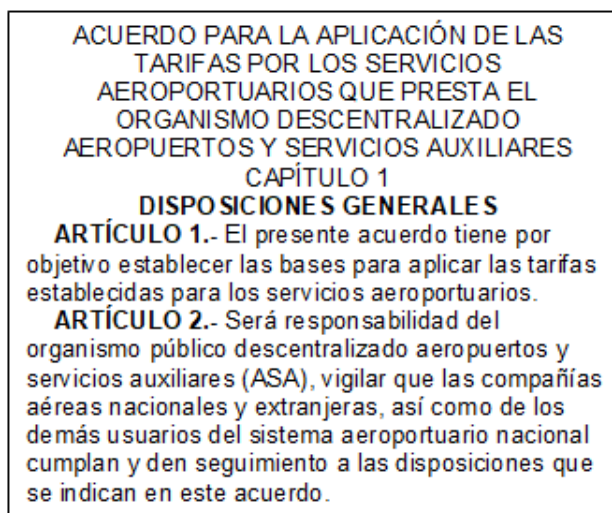 ACUERDO PARA LA APLICACIÓN DE LAS
TARIFAS POR LOS SERVICIOS
AEROPORTUARIOS QUE PRESTA EL
ORGANISMO DESCENTRALIZADO
AEROPUERTOS Y SERVICIOS AUXILIARES
CAPÍTULO 1
DISPOSICIONES GENERALES
ARTÍCULO 1.- El presente acuerdo tiene por
objetivo establecer las bases para aplicar las tarifas
establecidas para los servicios aeroportuarios.
ARTÍCULO 2.- Será responsabilidad del
organismo público descentralizado aeropuertos y
servicios auxiliares (ASA), vigilar que las compañías
aéreas nacionales y extranjeras, así como de los
demás usuarios del sistema aeroportuario nacional
cumplan y den seguimiento a las disposiciones que
se indican en este acuerdo.